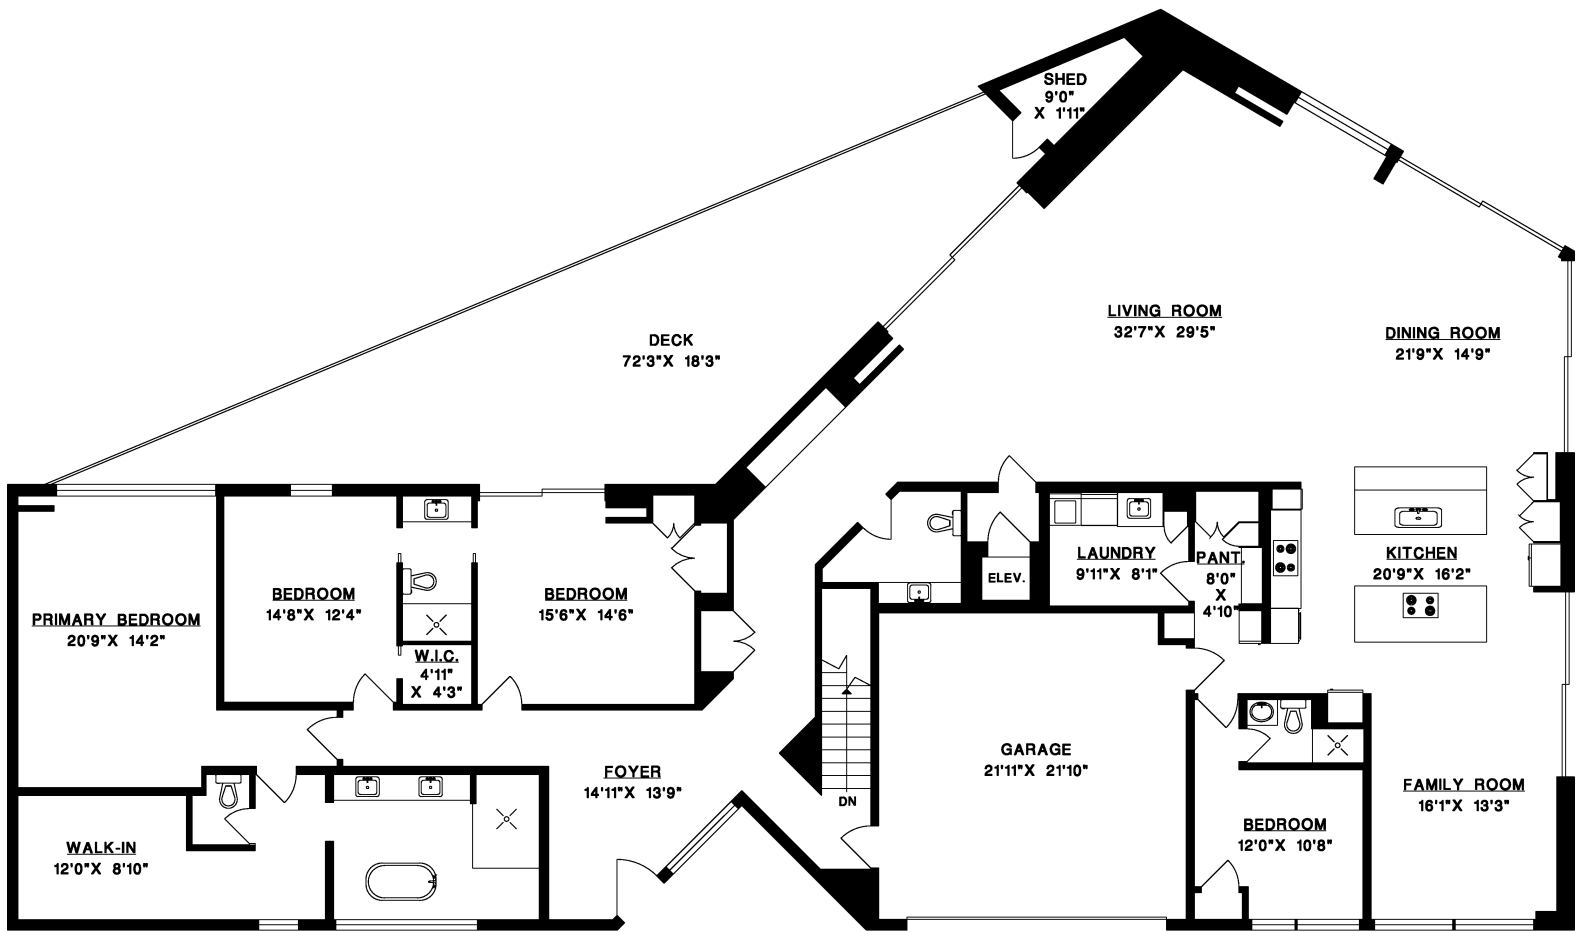 SHED
9'0"
X 1'11"
LIVING ROOM
32'7"X 29'5"
DINING ROOM
21'9"X 14'9"
DECK
72'3"X 18'3"
PRIMARY BEDROOM
20'9"X 14'2"
BEDROOM
14'8"X 12'4"
W.I.C.
4'11"
X 4'3"
BEDROOM
15'6"X 14'6"
ELEV.
LAUNDRY
9'11"X 8'1"
PANT.
8'0"
X
4'10"
KITCHEN
20'9"X 16'2"
FOYER
14'11"X 13'9"
DN
GARAGE
21'11"X 21'10"
FAMILY ROOM
16'1"X 13'3"
BEDROOM
12'0"X 10'8"
WALK-IN
12'0"X 8'10"